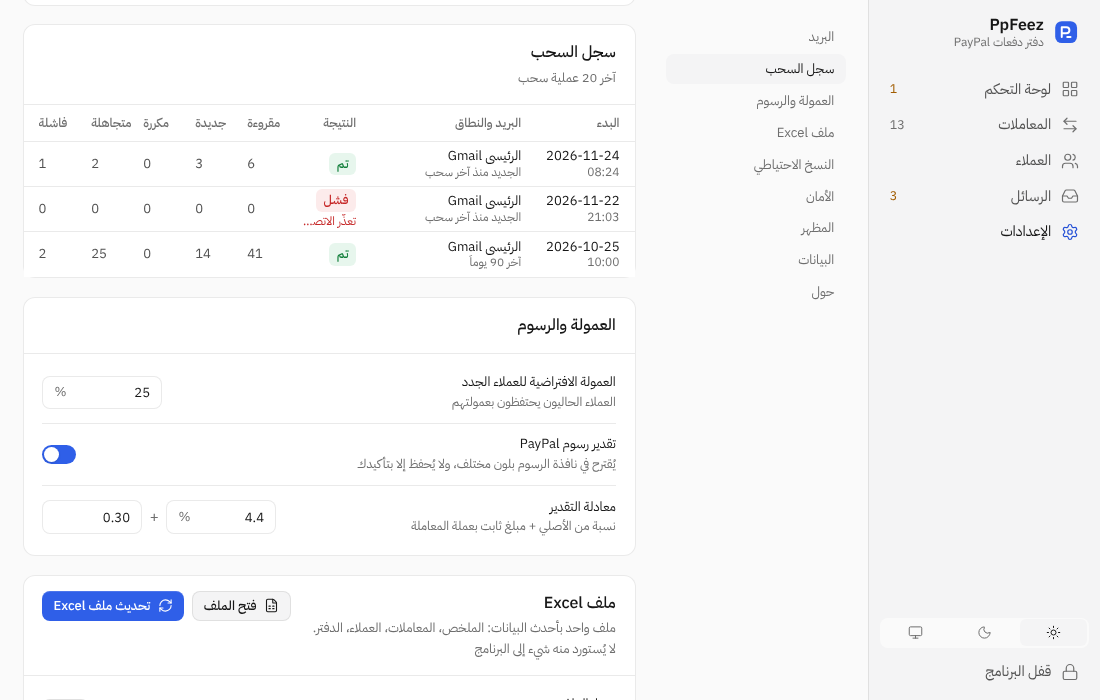 PpFeez
دفتر دفعات PayPal
لوحة التحكم 1
المعاملات 13
العملاء
الرسائل 3
الإعدادات
قفل البرنامج
البريد
سجل السحب
العمولة والرسوم
ملف Excel
النسخ الاحتياطي
الأمان
المظهر
البيانات
حول
سجل السحب
آخر 20 عملية سحب
البدء البريد والنطاق النتيجة مقروءة جديدة مكررة متجاهلة فاشلة
2026-11-24 الرئيسي Gmail تم 6 3 0 2 1
08:24 الجديد منذ آخر سحب
2026-11-22 الرئيسي Gmail فشل 0 0 0 0 0
21:03 الجديد منذ آخر سحب تعذّر الاتص...
2026-10-25 الرئيسي Gmail تم 41 14 0 25 2
10:00 آخر 90 يوماً
العمولة والرسوم
العمولة الافتراضية للعملاء الجدد
العملاء الحاليون يحتفظون بعمولتهم
25 %
تقدير رسوم PayPal
يُقترح في نافذة الرسوم بلون مختلف، ولا يُحفظ إلا بتأكيدك
معادلة التقدير
نسبة من الأصلي + مبلغ ثابت بعملة المعاملة
4.4 % + 0.30
ملف Excel
ملف واحد بأحدث البيانات: الملخص، المعاملات، العملاء، الدفتر.
لا يُستورد منه شيء إلى البرنامج
فتح الملف
تحديث ملف Excel